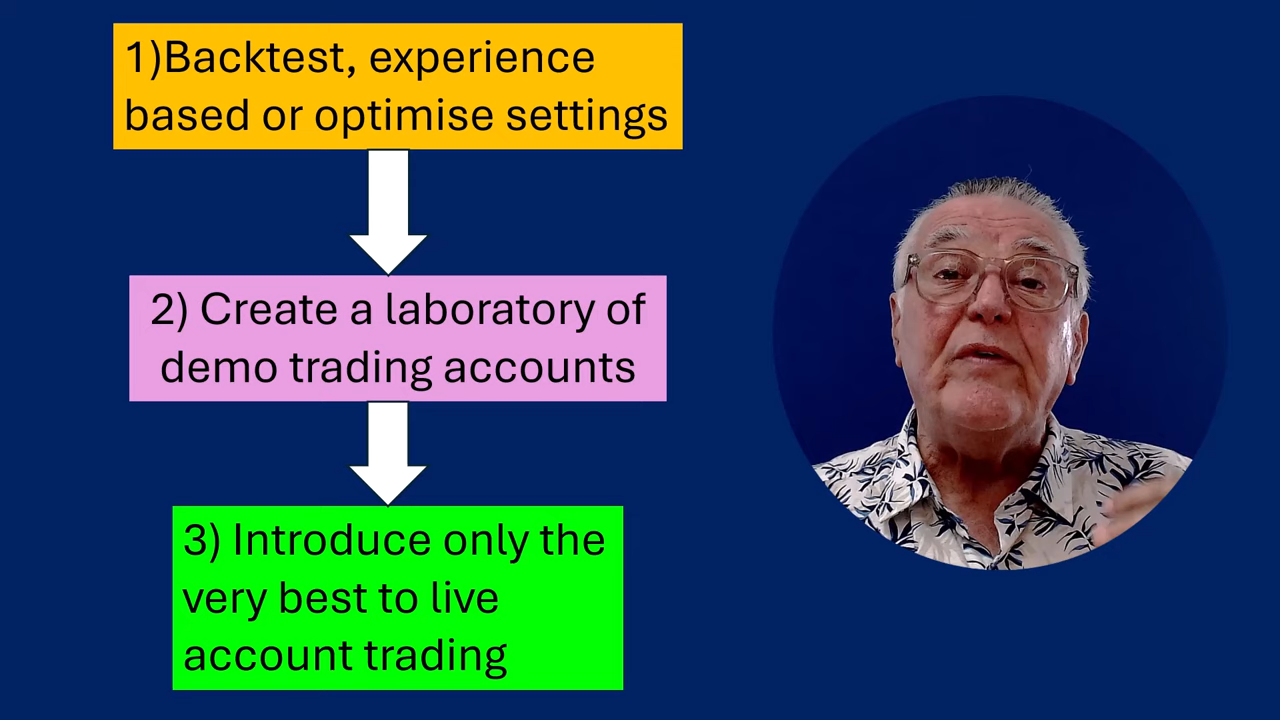 1)Backtest, experience
based or optimise settings
2) Create a laboratory of
demo trading accounts
3) Introduce only the
very best to live
account trading